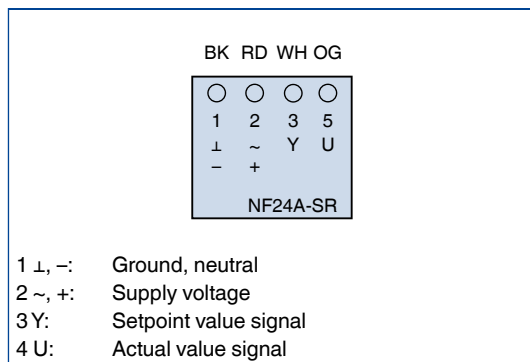 BK RD WH OG
1 2 3 5
⊥ ~ Y U
– +
NF24A-SR
1 ⊥, –: Ground, neutral
2 ~, +: Supply voltage
3 Y: Setpoint value signal
4 U: Actual value signal